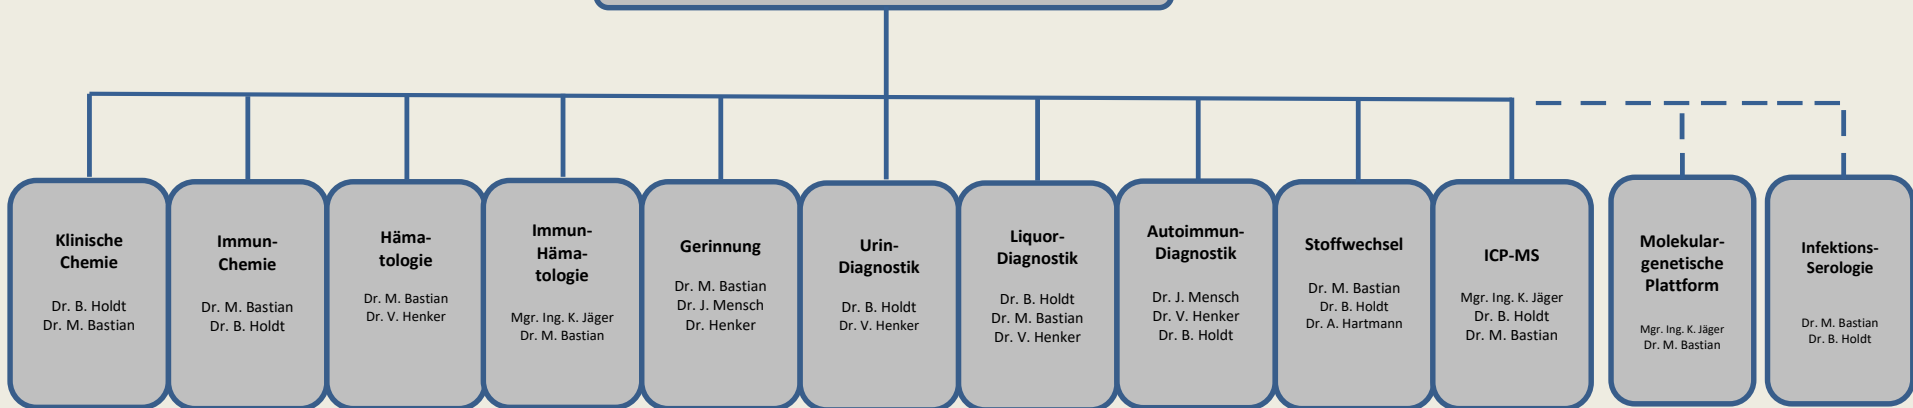 Klinische
Chemie
Dr. B. Holdt
Dr. M. Bastian
Immun-
Chemie
Dr. M. Bastian
Dr. B. Holdt
Häma-
tologie
Dr. M. Bastian
Dr. V. Henker
Immun-
Häma-
tologie
Mgr. Ing. K. Jäger
Dr. M. Bastian
Gerinnung
Dr. M. Bastian
Dr. J. Mensch
Dr. Henker
Urin-
Diagnostik
Dr. B. Holdt
Dr. V. Henker
Liquor-
Diagnostik
Dr. B. Holdt
Dr. M. Bastian
Dr. V. Henker
Autoimmun-
Diagnostik
Dr. J. Mensch
Dr. V. Henker
Dr. B. Holdt
Stoffwechsel
Dr. M. Bastian
Dr. B. Holdt
Dr. A. Hartmann
ICP-MS
Mgr. Ing. K. Jäger
Dr. B. Holdt
Dr. M. Bastian
Molekular-
genetische
Plattform
Mgr. Ing. K. Jäger
Dr. M. Bastian
Infektions-
Serologie
Dr. M. Bastian
Dr. B. Holdt